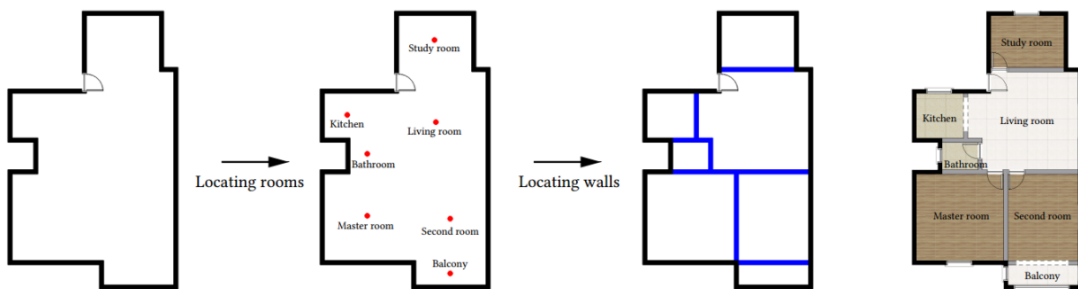 Locating rooms
Study room
Kitchen
Living room
Bathroom
Master room
Second room
Balcony
Locating walls
Study room
Kitchen
Living room
Bathroom
Master room
Second room
Balcony